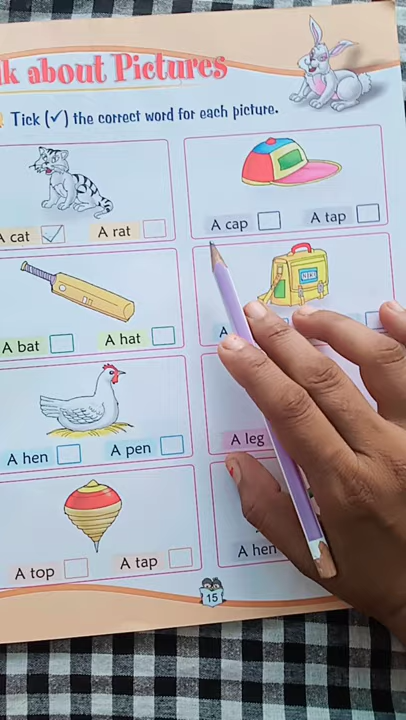 lk about Pictures
Tick (✓) the correct word for each picture.
A cat ✓ A rat
A cap A tap
A bat A hat
A
A hen A pen
A leg
A top A tap
A hen
15